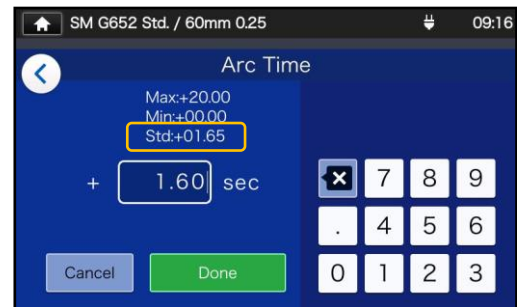 SM G652 Std. / 60mm 0.25 09:16
Arc Time
Max:+20.00
Min:+00.00
Std:+01.65
+ 1.60 sec
7 8 9
. 4 5 6
Cancel Done 0 1 2 3